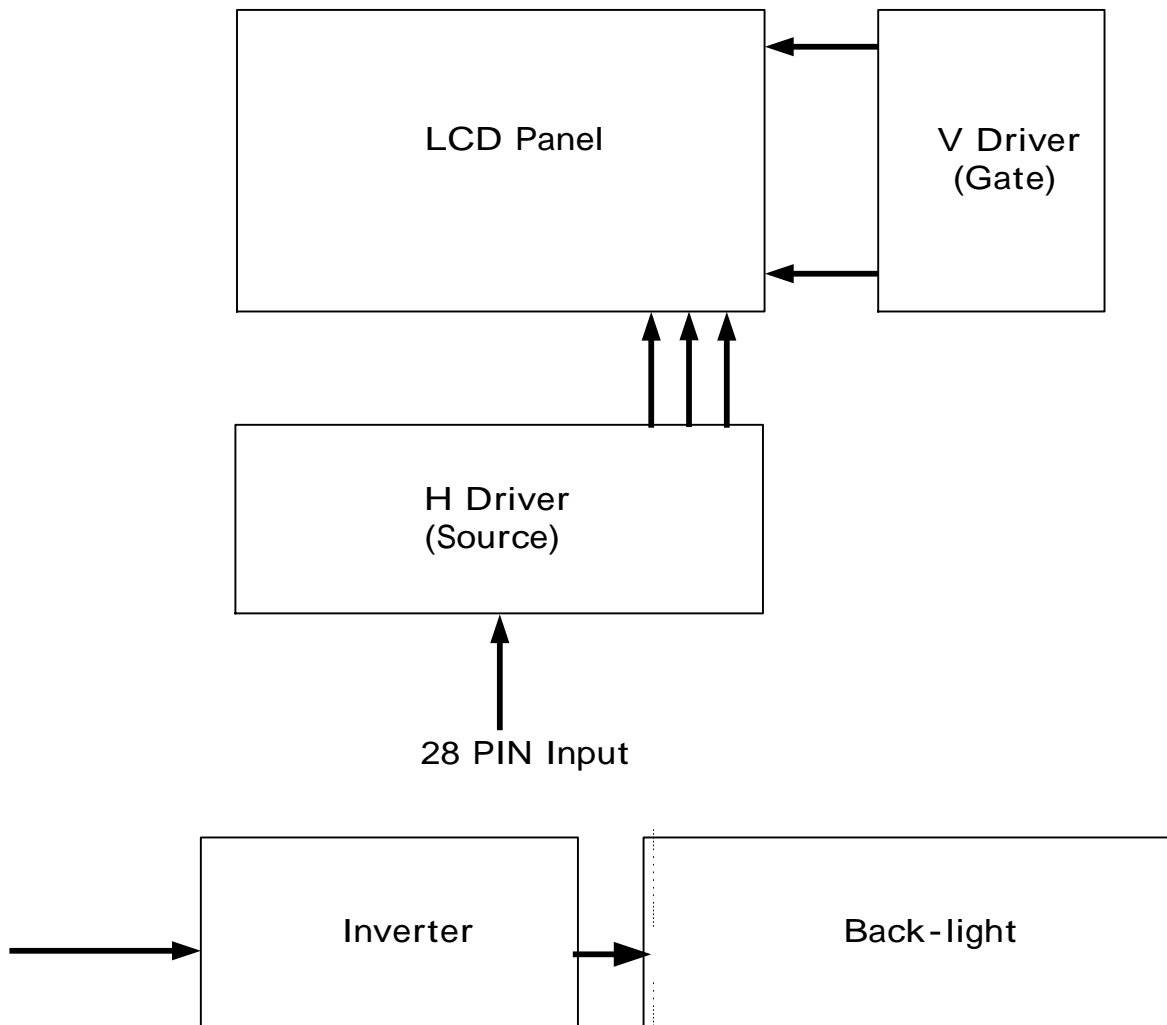 LCD Panel
V Driver
(Gate)
H Driver
(Source)
28 PIN Input
Inverter
Back-light